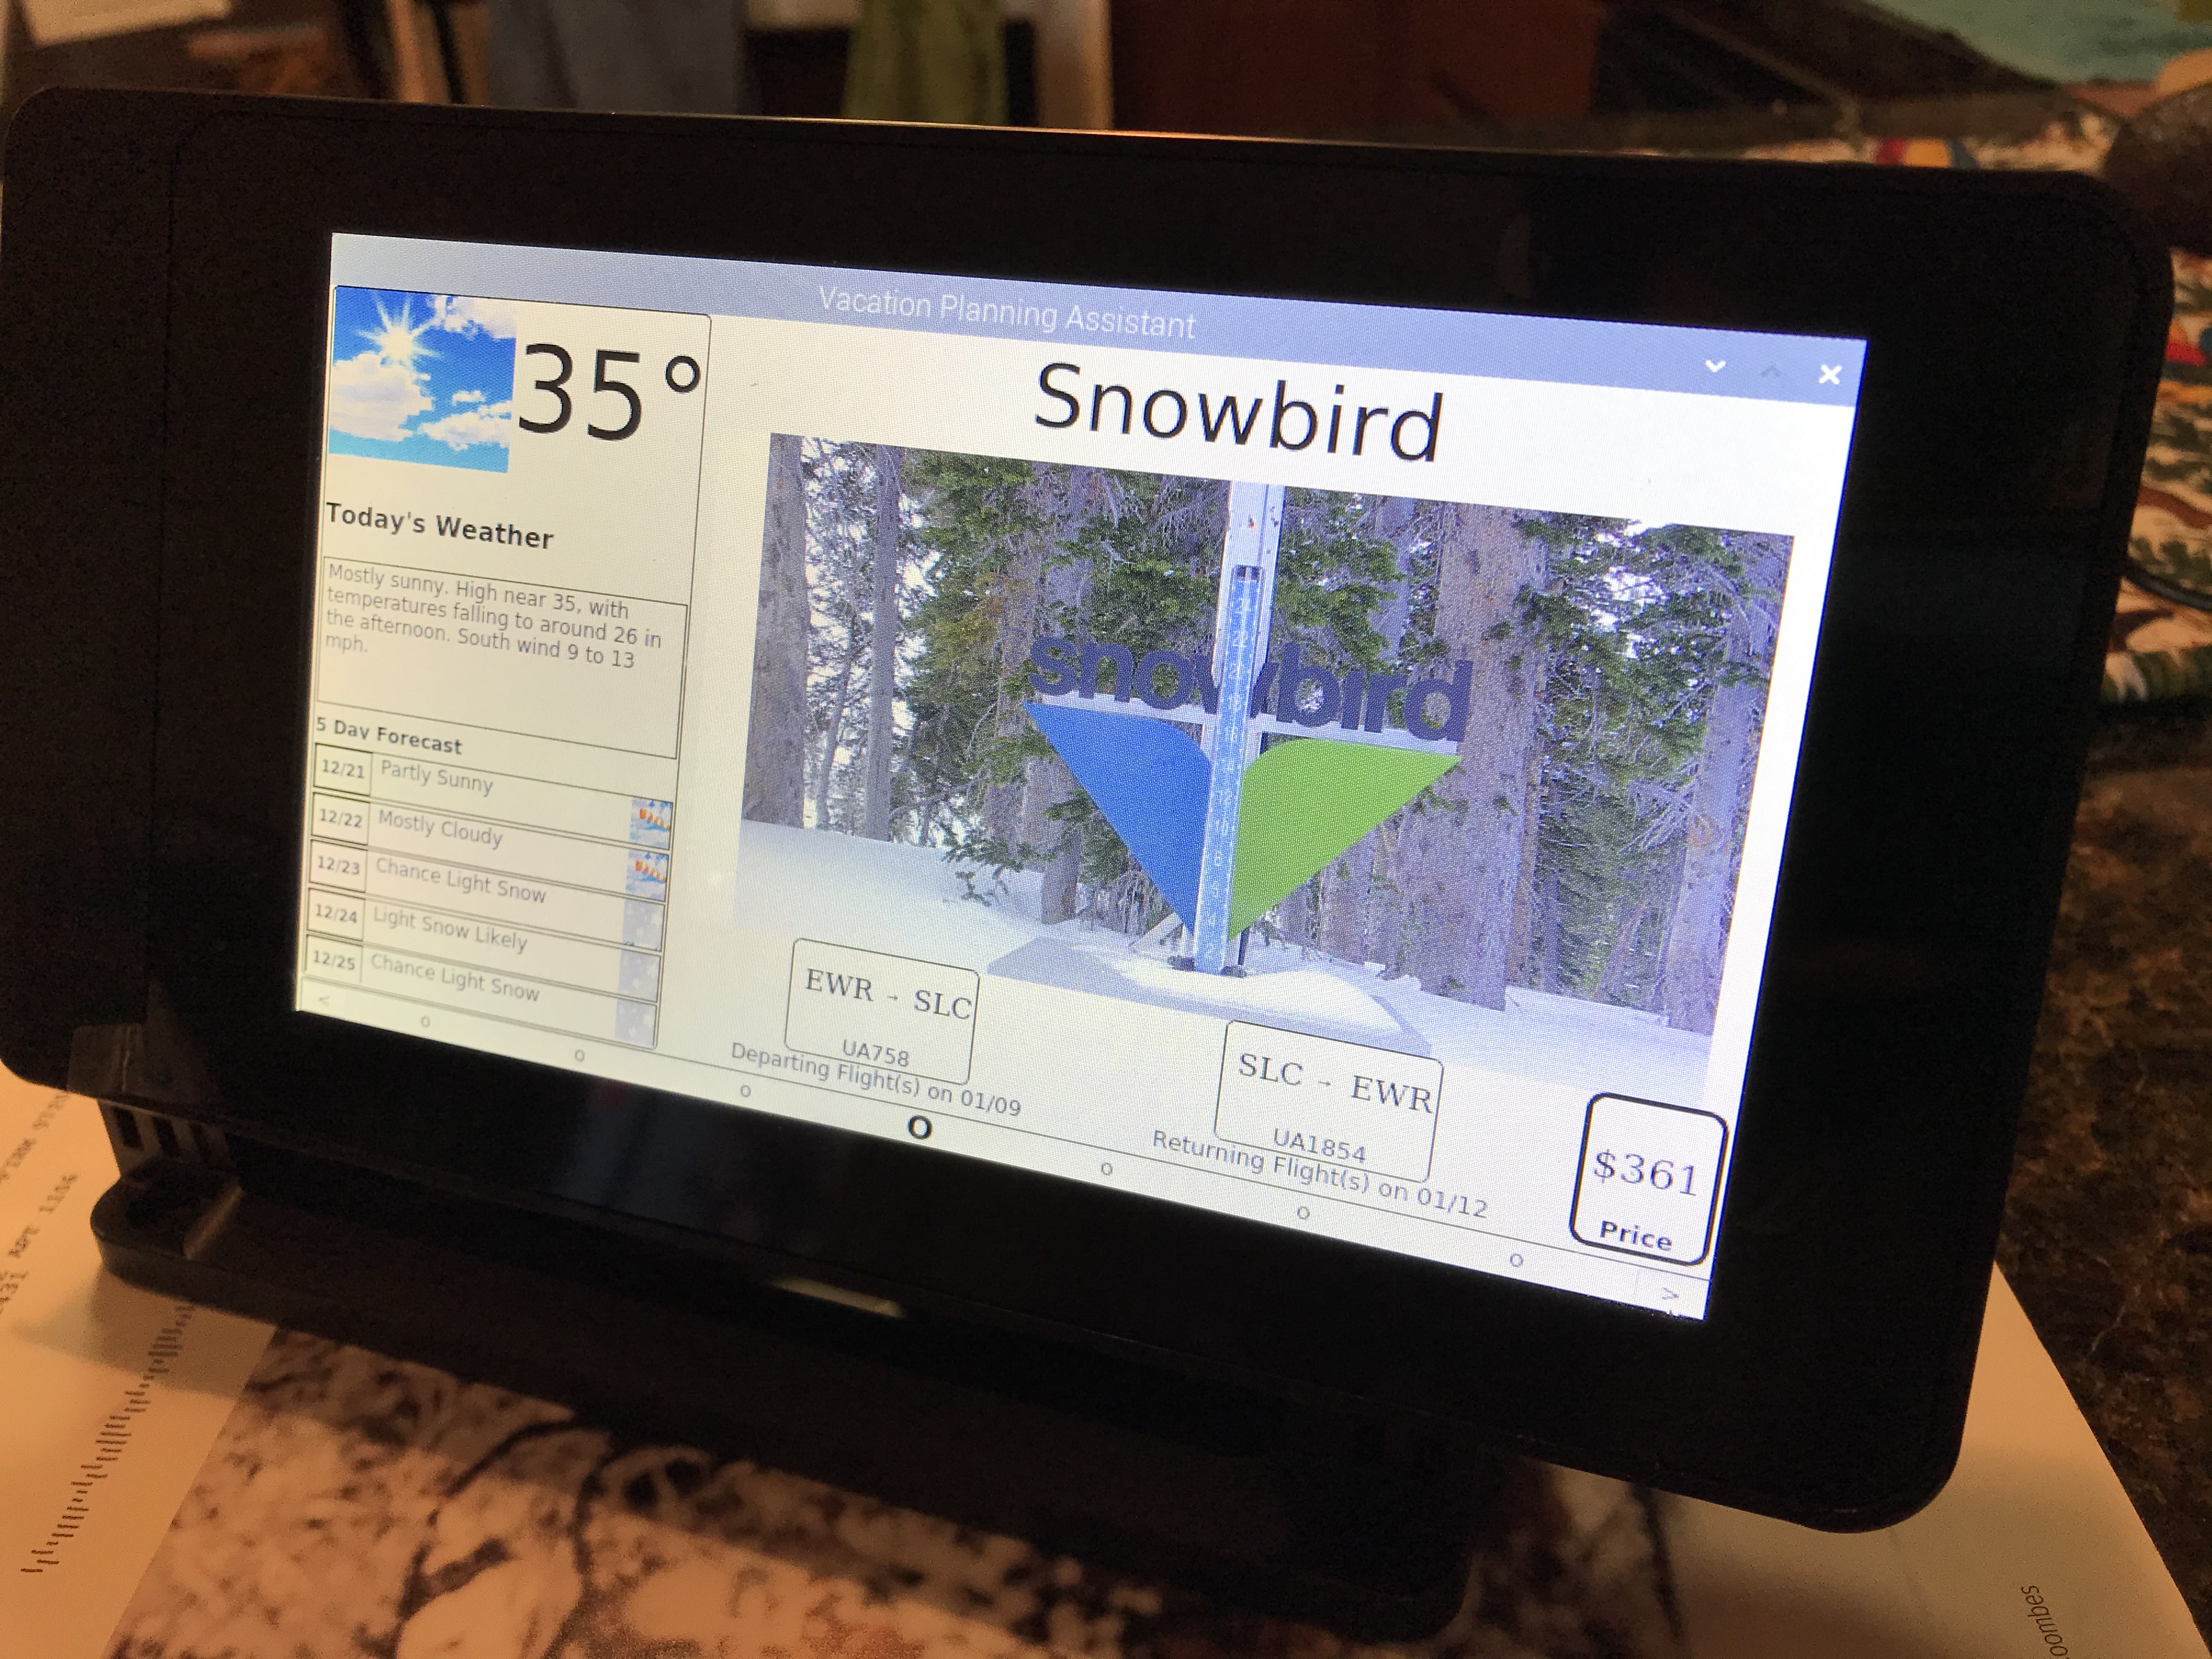 Vacation Planning Assistant
35°
Today's Weather
Mostly sunny. High near 35, with
temperatures falling to around 26 in
the afternoon. South wind 9 to 13
mph.
5 Day Forecast
12/21 Partly Sunny
12/22 Mostly Cloudy
12/23 Chance Light Snow
12/24 Light Snow Likely
12/25 Chance Light Snow
<
Snowbird
snowbird
EWR - SLC
UA758
Departing Flight(s) on 01/09
SLC - EWR
UA1854
Returning Flight(s) on 01/12
$361
Price
>